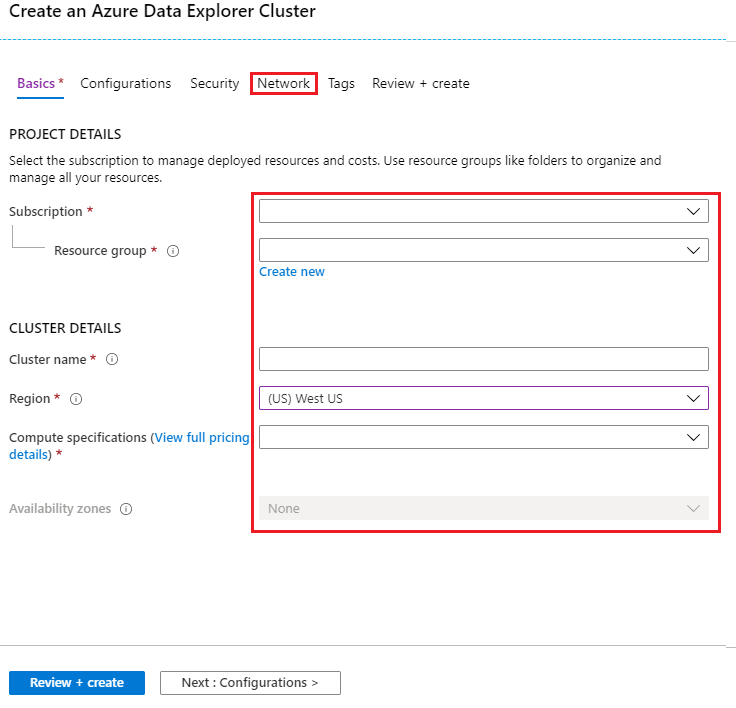 Create an Azure Data Explorer Cluster
Basics * Configurations Security Network Tags Review + create
PROJECT DETAILS
Select the subscription to manage deployed resources and costs. Use resource groups like folders to organize and
manage all your resources.
Subscription *
Resource group *
Create new
CLUSTER DETAILS
Cluster name *
Region * (US) West US
Compute specifications (View full pricing
details) *
Availability zones None
Review + create Next : Configurations >